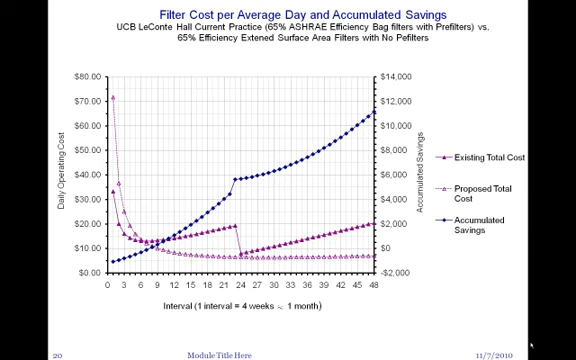 Filter Cost per Average Day and Accumulated Savings
UCB LeConte Hall Current Practice (65% ASHRAE Efficiency Bag filters with Prefilters) vs.
65% Efficiency Extened Surface Area Filters with No Pefilters
$80.00
$70.00
$60.00
$50.00
$40.00
$30.00
$20.00
$10.00
$0.00
Daily Operating Cost
$14,000
$12,000
$10,000
$8,000
$6,000
$4,000
$2,000
$0
-$2,000
Accumulated Savings
Existing Total Cost
Proposed Total
Cost
Accumulated
Savings
0 3 6 9 12 15 18 21 24 27 30 33 36 39 42 45 48
Interval (1 interval = 4 weeks ≈ 1 month)
20 Module Title Here 11/7/2010